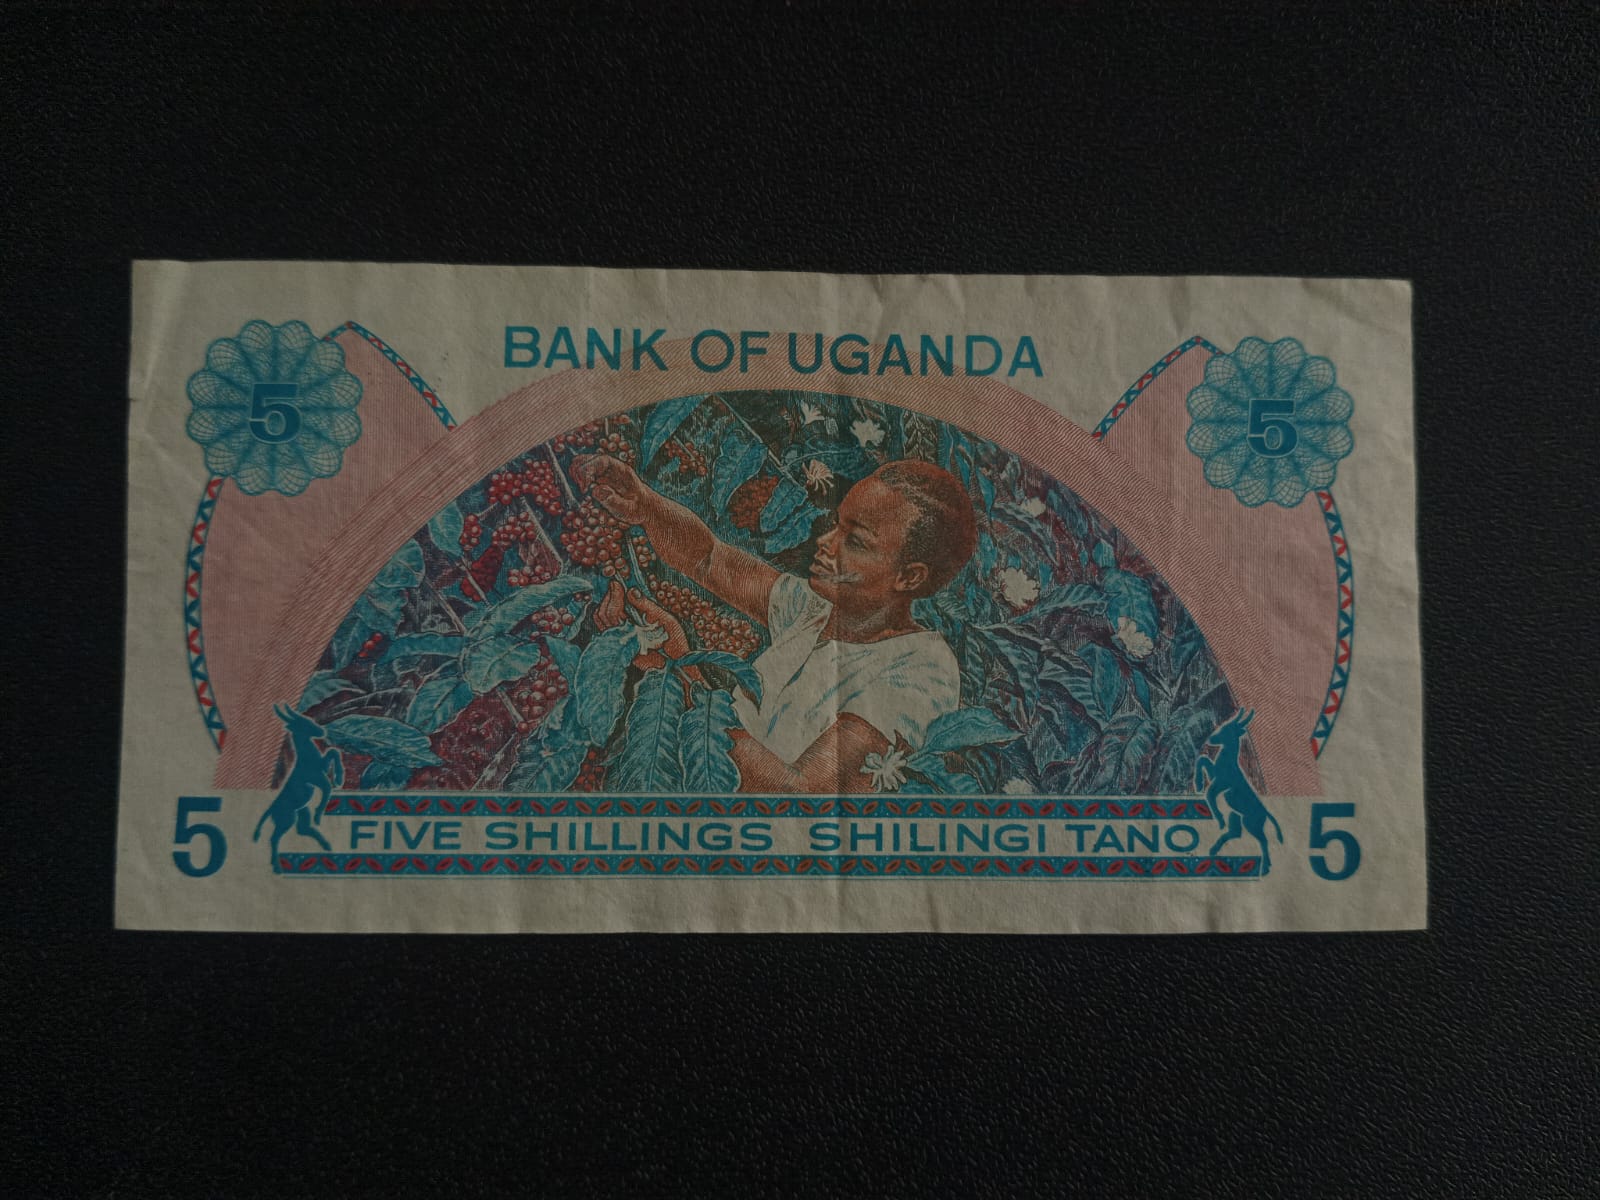 BANK OF UGANDA
5 5
5 FIVE SHILLINGS SHILINGI TANO 5